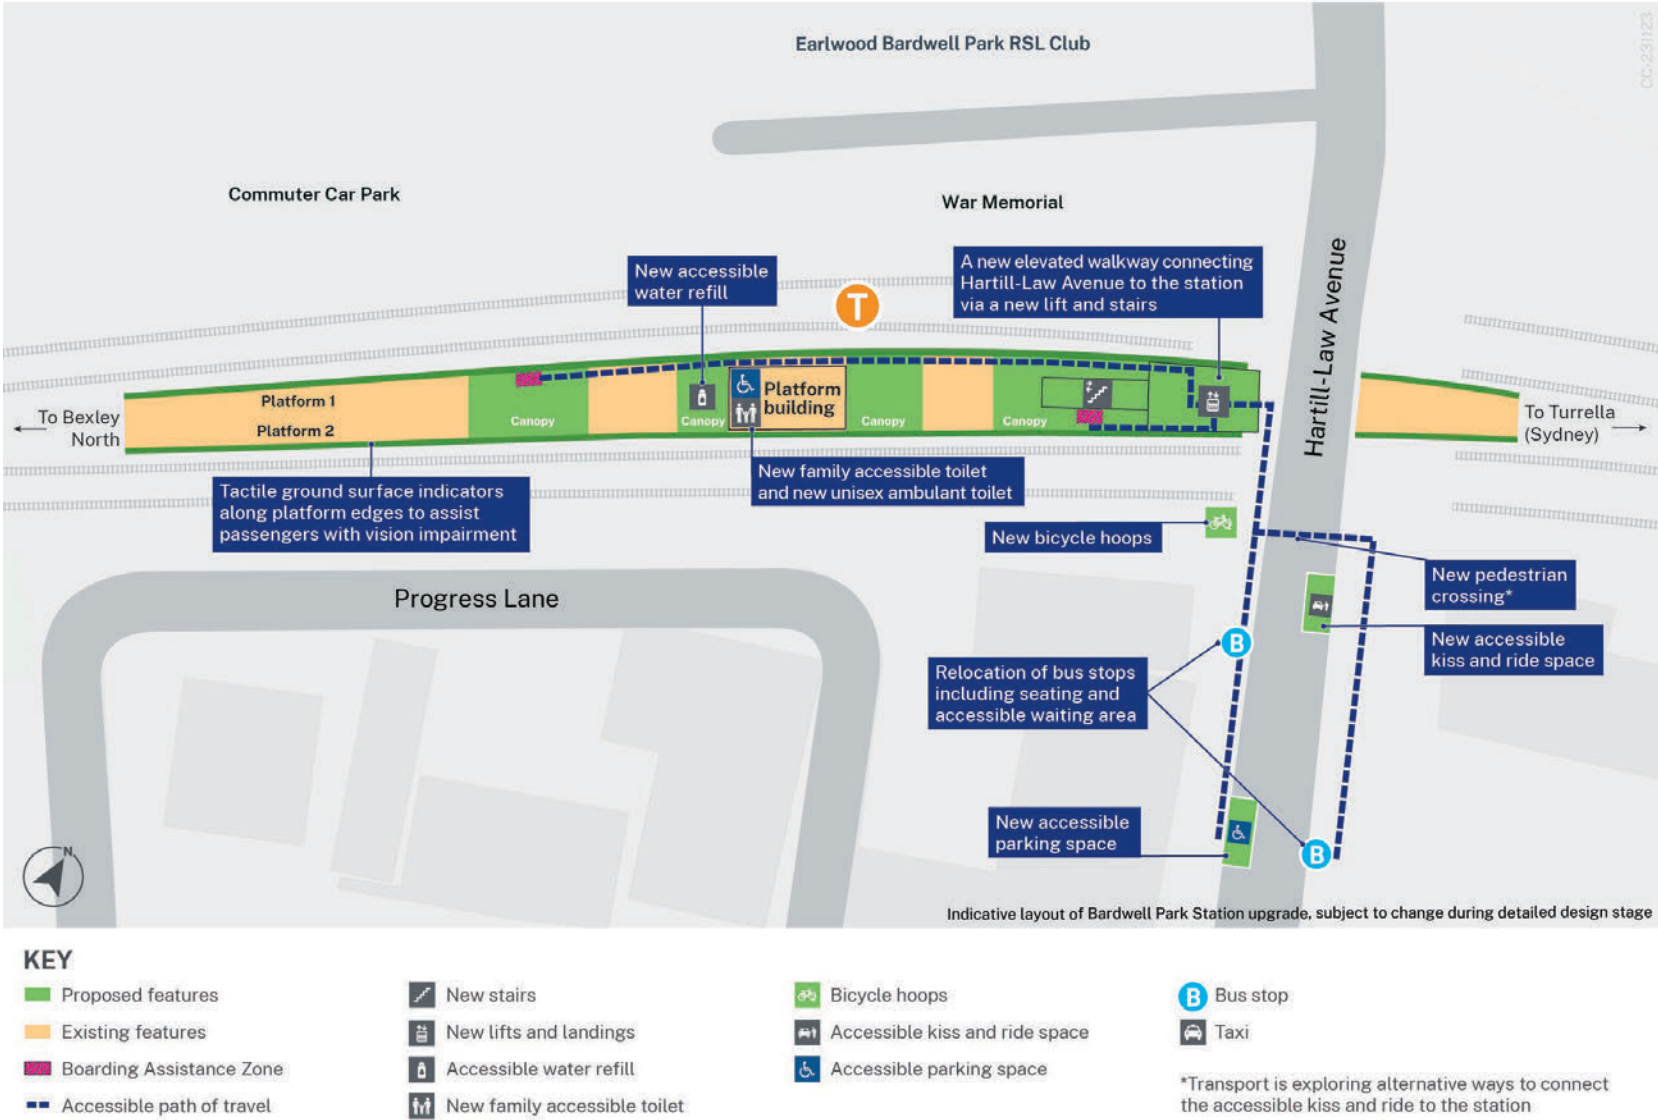 CC-231123
Earlwood Bardwell Park RSL Club
Commuter Car Park
War Memorial
New accessible
water refill
T
A new elevated walkway connecting
Hartill-Law Avenue to the station
via a new lift and stairs
Hartill-Law Avenue
To Bexley
North
Platform 1
Platform 2
Canopy
Canopy
Platform
building
Canopy
Canopy
To Turrella
(Sydney)
Tactile ground surface indicators
along platform edges to assist
passengers with vision impairment
New family accessible toilet
and new unisex ambulant toilet
New bicycle hoops
New pedestrian
crossing*
Progress Lane
New accessible
kiss and ride space
B
Relocation of bus stops
including seating and
accessible waiting area
New accessible
parking space
B
N
Indicative layout of Bardwell Park Station upgrade, subject to change during detailed design stage
KEY
Proposed features
Existing features
Boarding Assistance Zone
Accessible path of travel
New stairs
New lifts and landings
Accessible water refill
New family accessible toilet
Bicycle hoops
Accessible kiss and ride space
Accessible parking space
B Bus stop
Taxi
*Transport is exploring alternative ways to connect
the accessible kiss and ride to the station